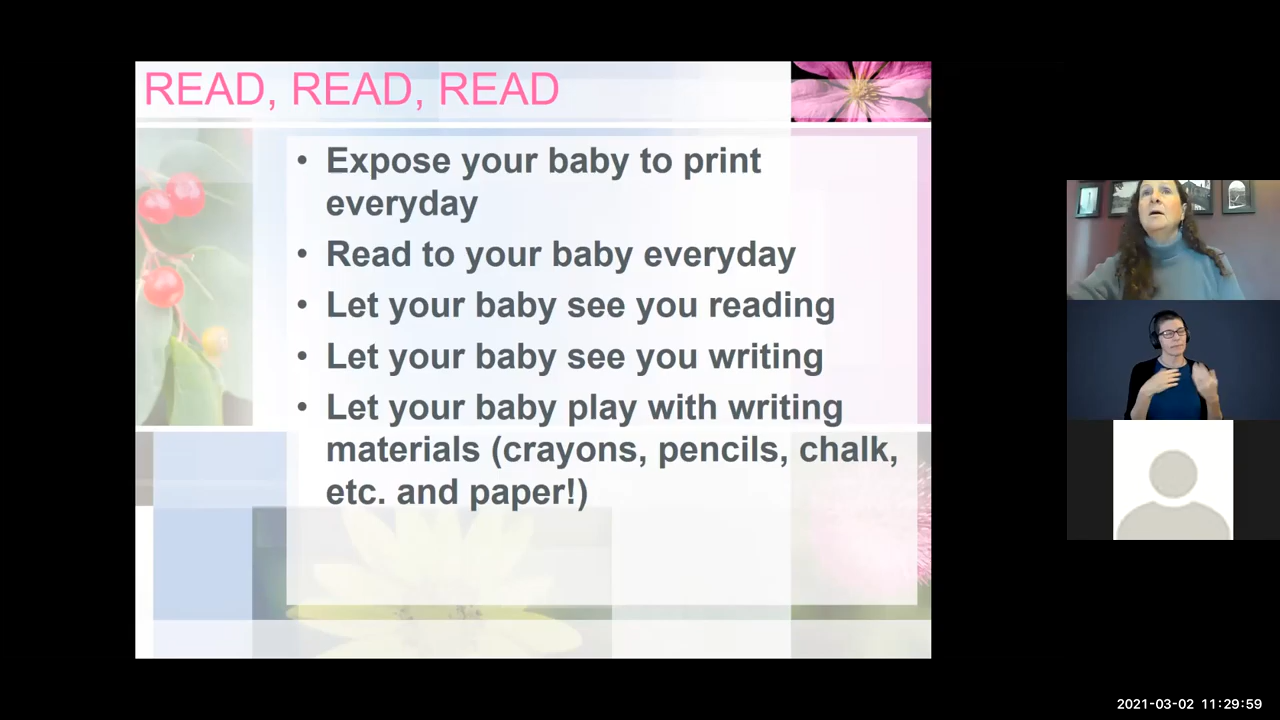 READ, READ, READ
• Expose your baby to print
everyday
• Read to your baby everyday
• Let your baby see you reading
• Let your baby see you writing
• Let your baby play with writing
materials (crayons, pencils, chalk,
etc. and paper!)
2021-03-02 11:29:59